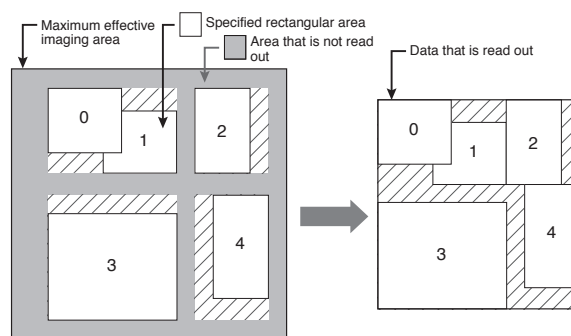 Maximum effective
imaging area
Specified rectangular area
Area that is not read
out
Data that is read out
0
1
2
3
4
0
1
2
3
4